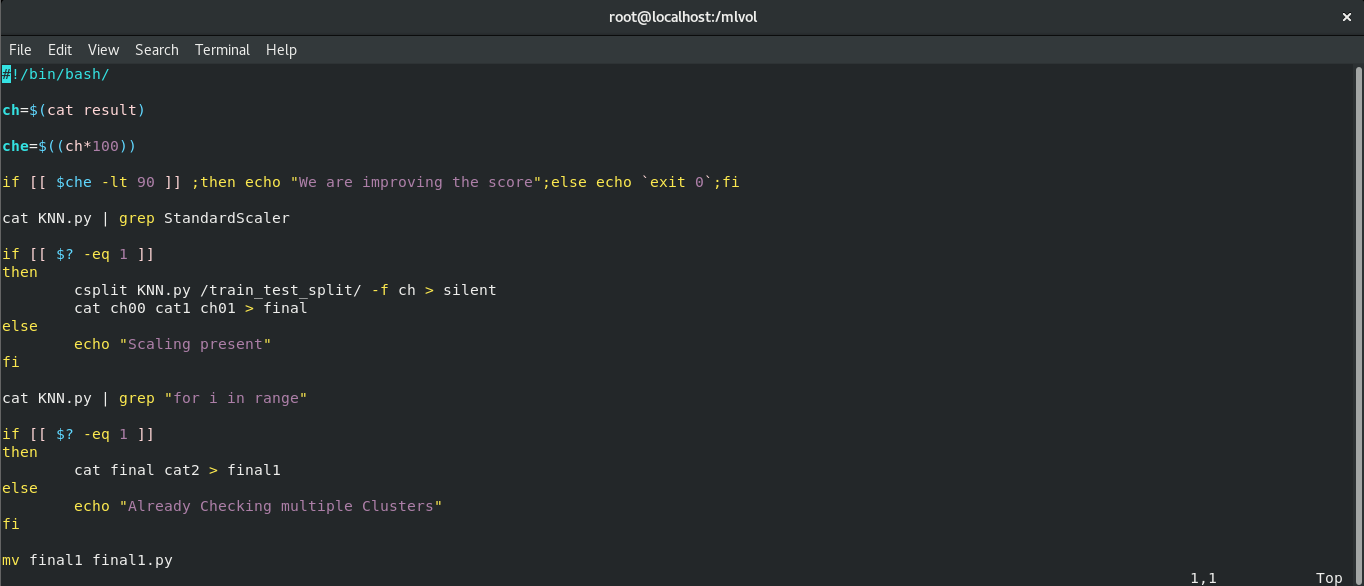 root@localhost:/mlvol ×
File Edit View Search Terminal Help
#!/bin/bash/
ch=$(cat result)
che=$((ch*100))
if [[ $che -lt 90 ]] ;then echo "We are improving the score";else echo `exit 0`;fi
cat KNN.py | grep StandardScaler
if [[ $? -eq 1 ]]
then
        csplit KNN.py /train_test_split/ -f ch > silent
        cat ch00 cat1 ch01 > final
else
        echo "Scaling present"
fi
cat KNN.py | grep "for i in range"
if [[ $? -eq 1 ]]
then
        cat final cat2 > final1
else
        echo "Already Checking multiple Clusters"
fi
mv final1 final1.py
1,1 Top